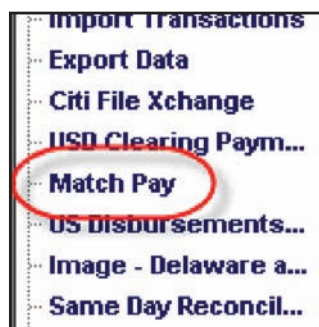 Import Transactions
Export Data
Citi File Xchange
USD Clearing Paym...
Match Pay
US Disbursements...
Image - Delaware a...
Same Day Reconcil...